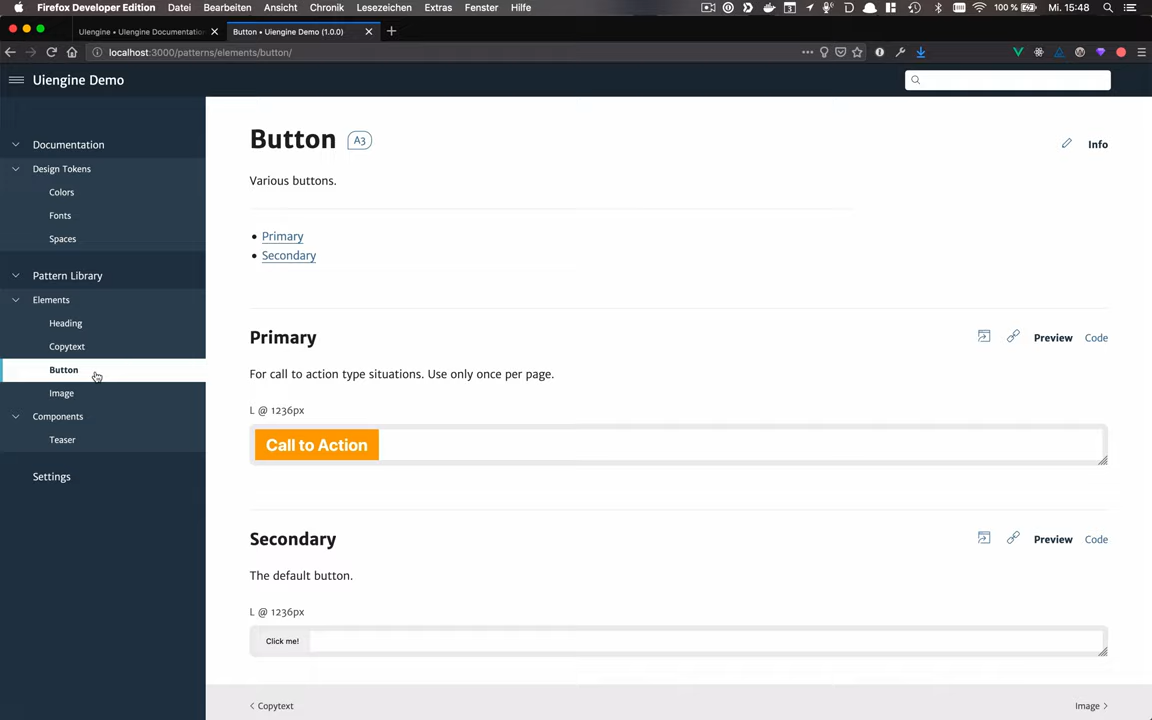 Firefox Developer Edition Datei Bearbeiten Ansicht Chronik Lesezeichen Extras Fenster Hilfe 100 % Mi. 15:48
UIengine • UIengine Documentation
Button • UIengine Demo (1.0.0)
localhost:3000/patterns/elements/button/
Uiengine Demo
Documentation
Design Tokens
Colors
Fonts
Spaces
Pattern Library
Elements
Heading
Copytext
Button
Image
Components
Teaser
Settings
Button A3
Info
Various buttons.
• Primary
• Secondary
Primary
Preview Code
For call to action type situations. Use only once per page.
L @ 1236px
Call to Action
Secondary
Preview Code
The default button.
L @ 1236px
Click me!
Copytext
Image